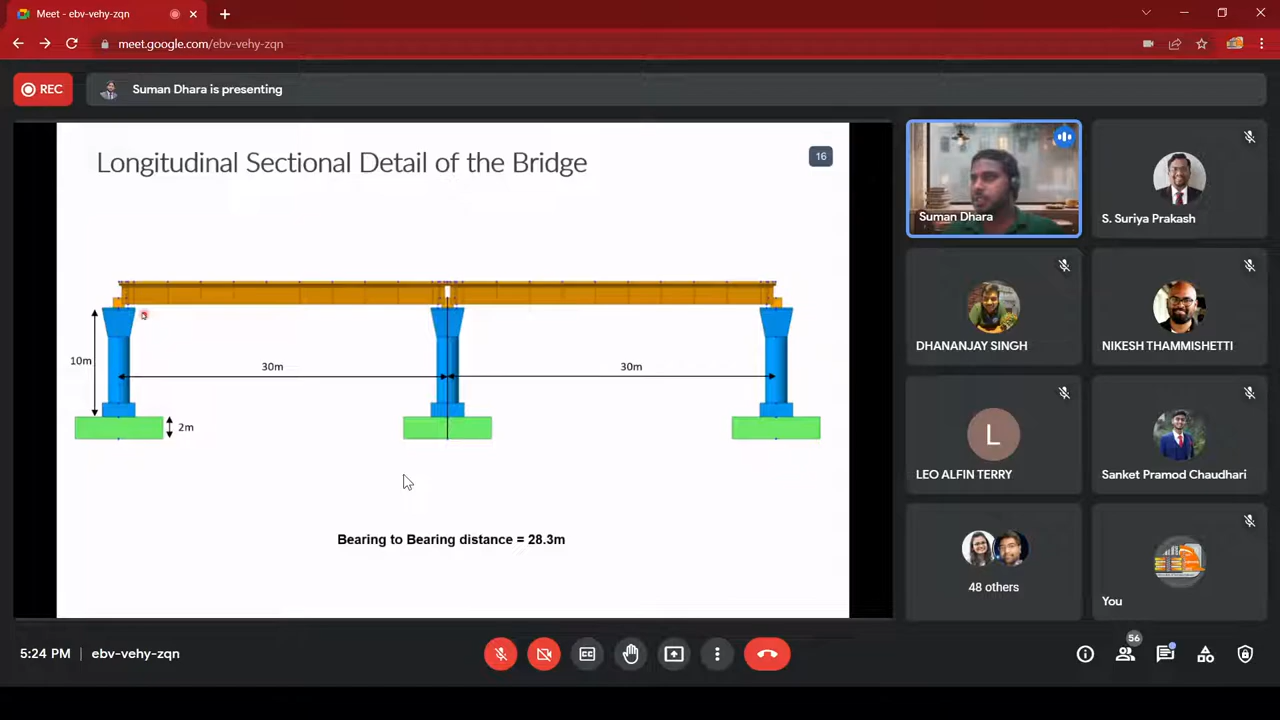 Meet - ebv-vehy-zqn
meet.google.com/ebv-vehy-zqn
REC
Suman Dhara is presenting
Longitudinal Sectional Detail of the Bridge
16
10m
30m
30m
2m
Bearing to Bearing distance = 28.3m
Suman Dhara
S. Suriya Prakash
DHANANJAY SINGH
NIKESH THAMMISHETTI
L
LEO ALFIN TERRY
Sanket Pramod Chaudhari
48 others
You
5:24 PM | ebv-vehy-zqn
CC
56